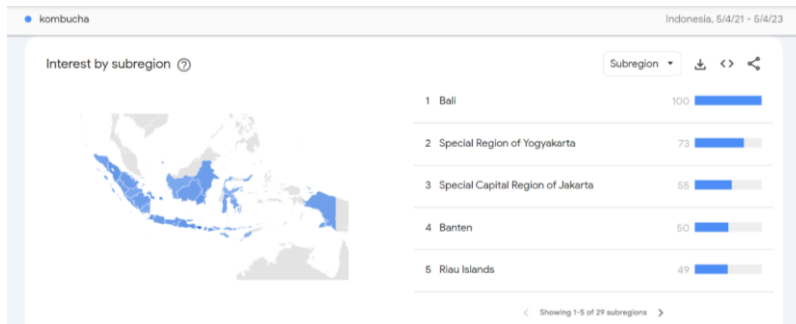 kombucha
Indonesia, 5/4/21 - 5/4/23
Interest by subregion
Subregion
1 Bali 100
2 Special Region of Yogyakarta 73
3 Special Capital Region of Jakarta 55
4 Banten 50
5 Riau Islands 49
Showing 1-5 of 29 subregions